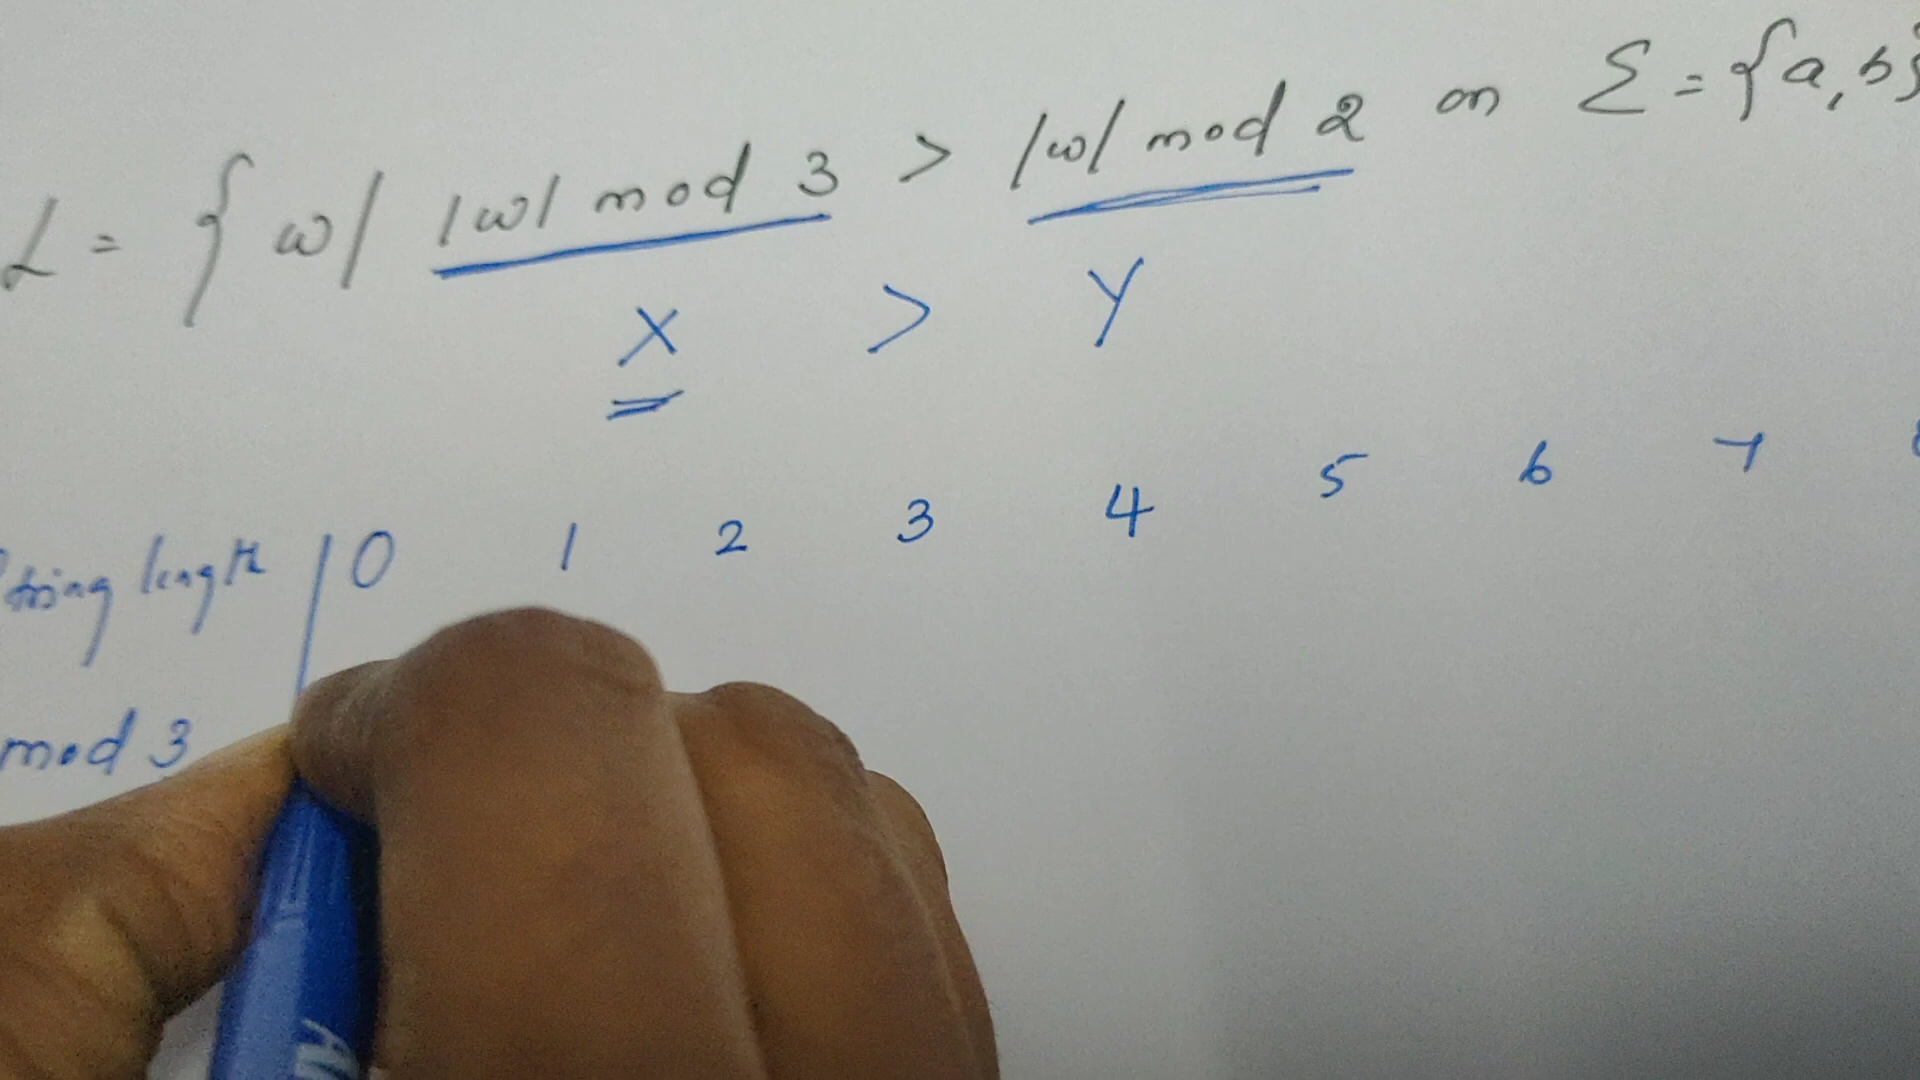 L = { w/ |w| mod 3 > |w| mod 2 on Σ = {a, b}
X > Y
String length 0 1 2 3 4 5 6 7
mod 3